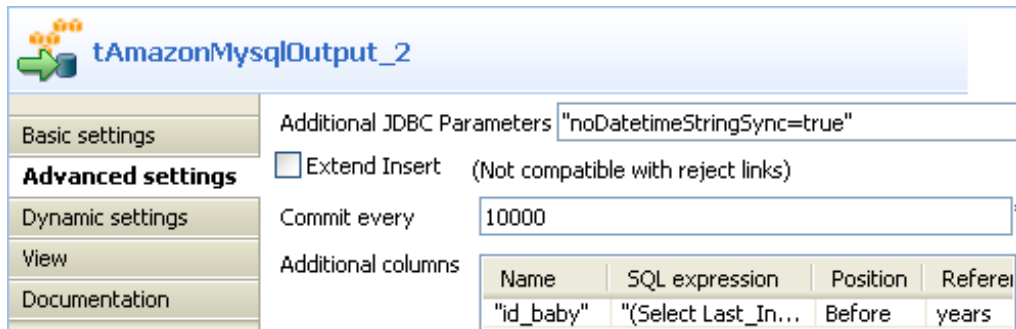 tAmazonMysqlOutput_2
Basic settings
Advanced settings
Dynamic settings
View
Documentation
Additional JDBC Parameters "noDatetimeStringSync=true"
Extend Insert (Not compatible with reject links)
Commit every 10000
Additional columns
Name SQL expression Position
"id_baby" "(Select Last_In... Before years